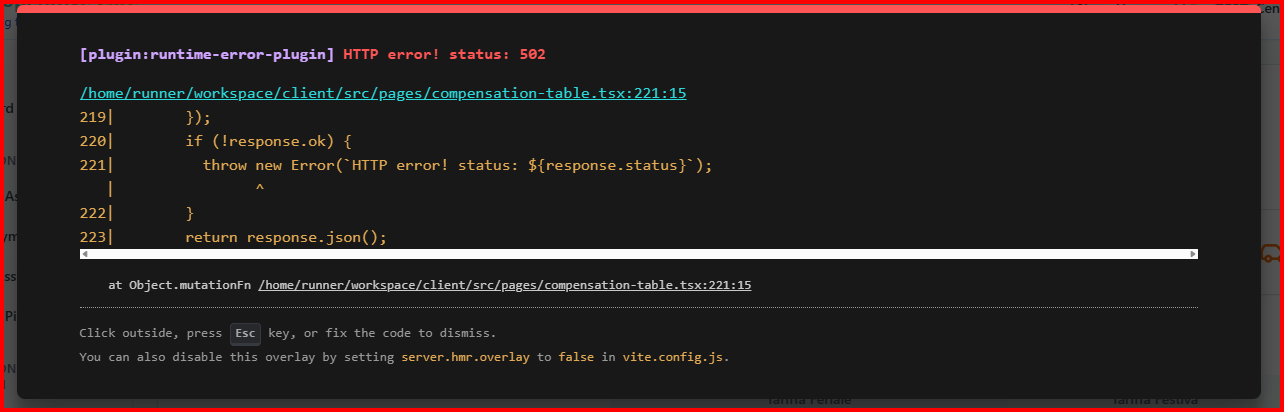 [plugin:runtime-error-plugin] HTTP error! status: 502
/home/runner/workspace/client/src/pages/compensation-table.tsx:221:15
219|        });
220|        if (!response.ok) {
221|          throw new Error(`HTTP error! status: ${response.status}`);
   |                ^
222|        }
223|        return response.json();
at Object.mutationFn /home/runner/workspace/client/src/pages/compensation-table.tsx:221:15
Click outside, press Esc key, or fix the code to dismiss.
You can also disable this overlay by setting server.hmr.overlay to false in vite.config.js.